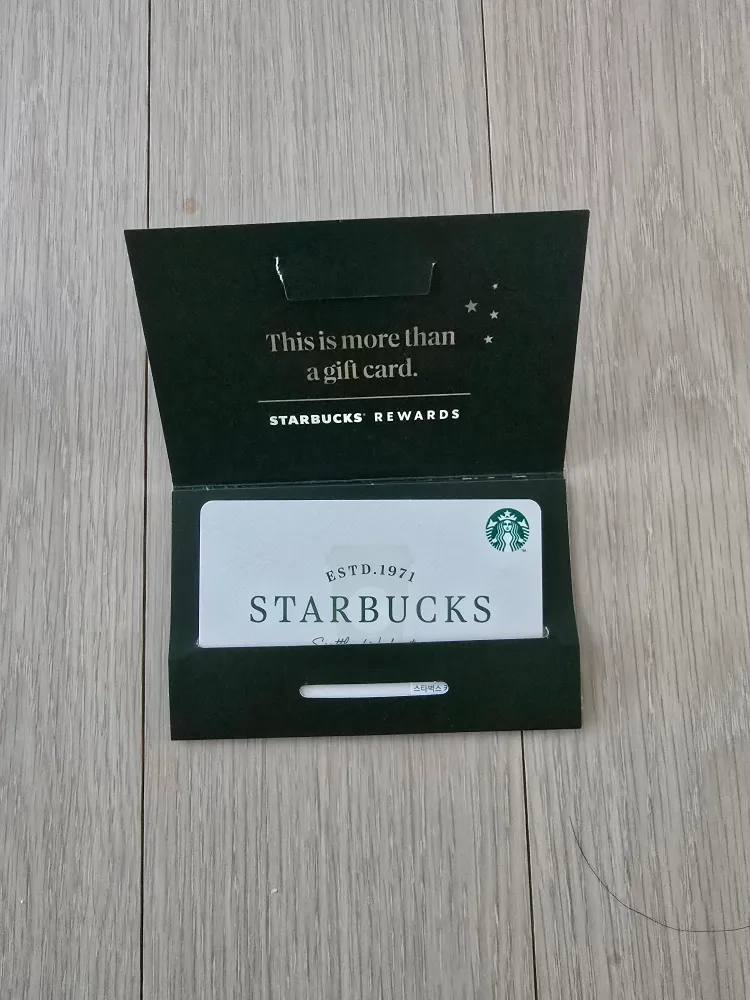 This is more than
a gift card.
STARBUCKS REWARDS
ESTD.1971
STARBUCKS
스타벅스